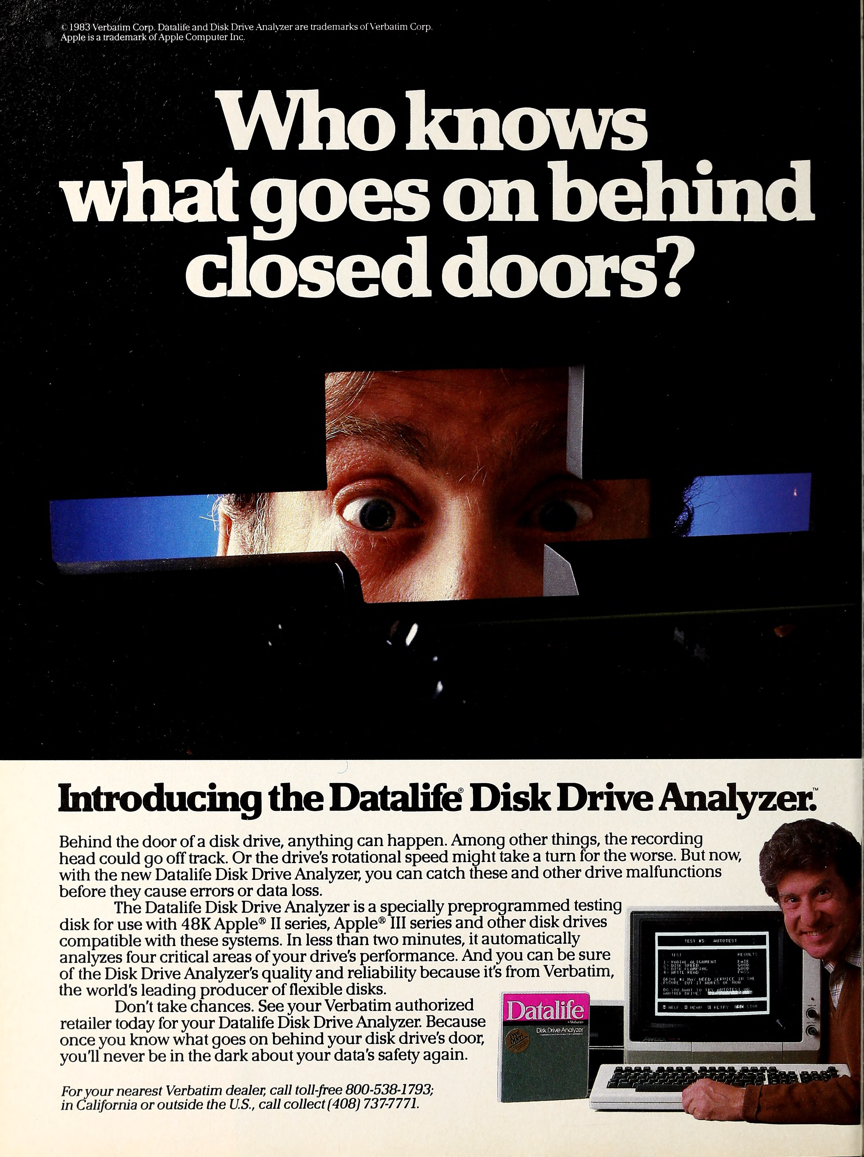 © 1983 Verbatim Corp. Datalife and Disk Drive Analyzer are trademarks of Verbatim Corp.
Apple is a trademark of Apple Computer Inc.
Who knows
what goes on behind
closed doors?
Introducing the Datalife® Disk Drive Analyzer.™
Behind the door of a disk drive, anything can happen. Among other things, the recording
head could go off track. Or the drive's rotational speed might take a turn for the worse. But now,
with the new Datalife Disk Drive Analyzer, you can catch these and other drive malfunctions
before they cause errors or data loss.
The Datalife Disk Drive Analyzer is a specially preprogrammed testing
disk for use with 48K Apple® II series, Apple® III series and other disk drives
compatible with these systems. In less than two minutes, it automatically
analyzes four critical areas of your drive's performance. And you can be sure
of the Disk Drive Analyzer's quality and reliability because it's from Verbatim,
the world's leading producer of flexible disks.
Don't take chances. See your Verbatim authorized
retailer today for your Datalife Disk Drive Analyzer. Because
once you know what goes on behind your disk drive's door,
you'll never be in the dark about your data's safety again.
For your nearest Verbatim dealer, call toll-free 800-538-1793;
in California or outside the U.S., call collect (408) 737-7771.
TEST #5 AUTOTEST
TEST RESULTS
Datalife
Disk Drive Analyzer